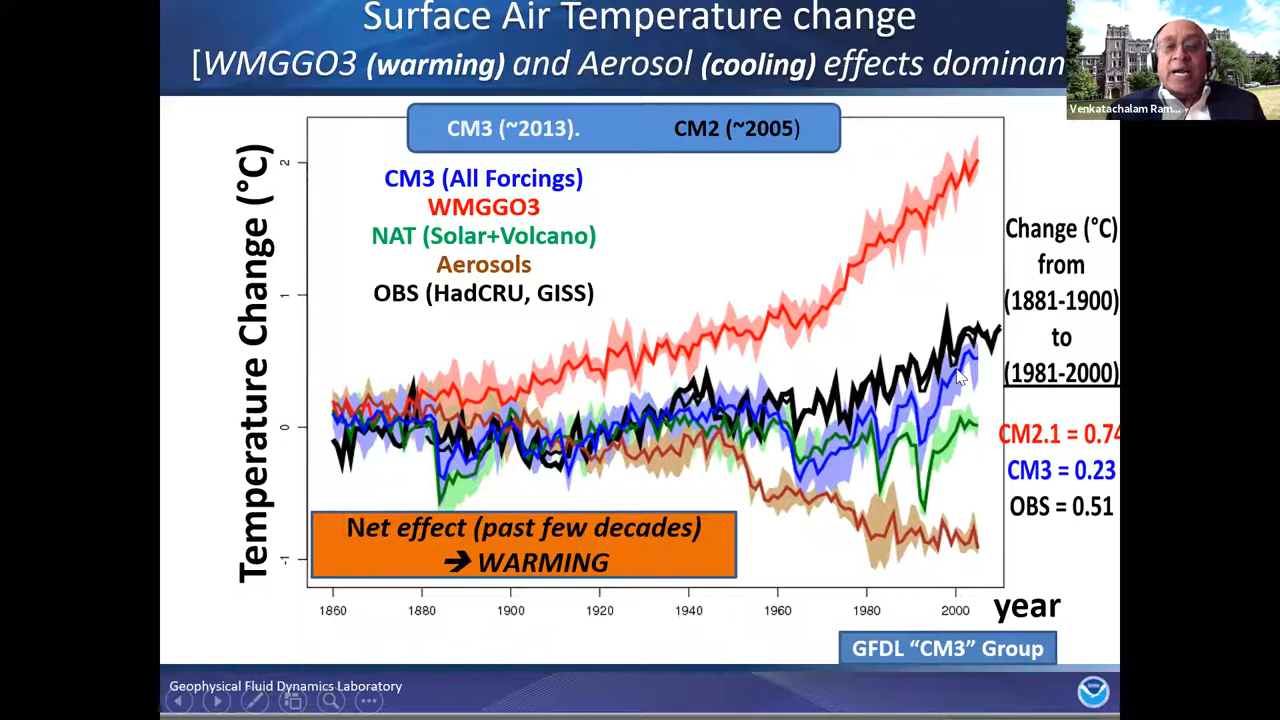 Surface Air Temperature change
[WMGGO3 (warming) and Aerosol (cooling) effects dominan
Venkatachalam Ram...
CM3 (~2013).
CM2 (~2005)
CM3 (All Forcings)
WMGGO3
NAT (Solar+Volcano)
Aerosols
OBS (HadCRU, GISS)
Temperature Change (°C)
2
1
0
-1
Change (°C)
from
(1881-1900)
to
(1981-2000)
CM2.1 = 0.74
CM3 = 0.23
OBS = 0.51
Net effect (past few decades)
➔ WARMING
1860
1880
1900
1920
1940
1960
1980
2000
year
GFDL “CM3” Group
Geophysical Fluid Dynamics Laboratory